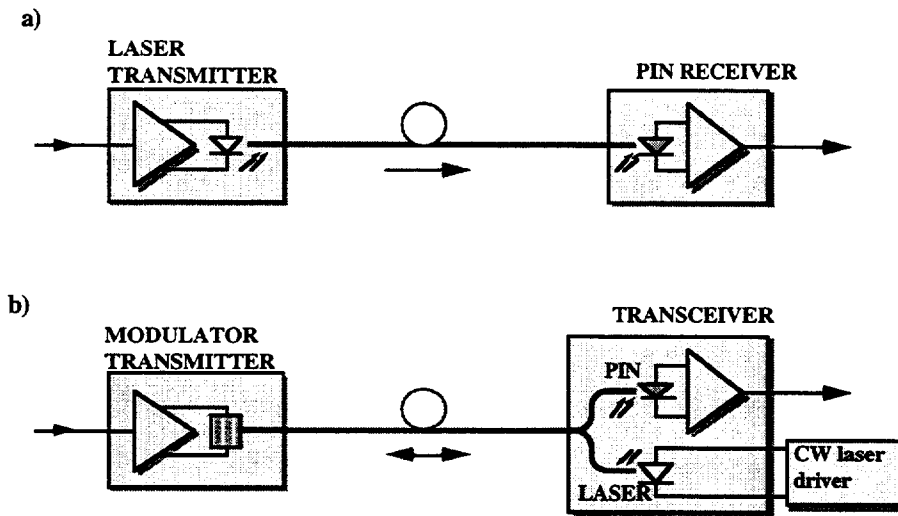 a)
LASER
TRANSMITTER
PIN RECEIVER
b)
MODULATOR
TRANSMITTER
TRANSCEIVER
PIN
LASER
CW laser
driver